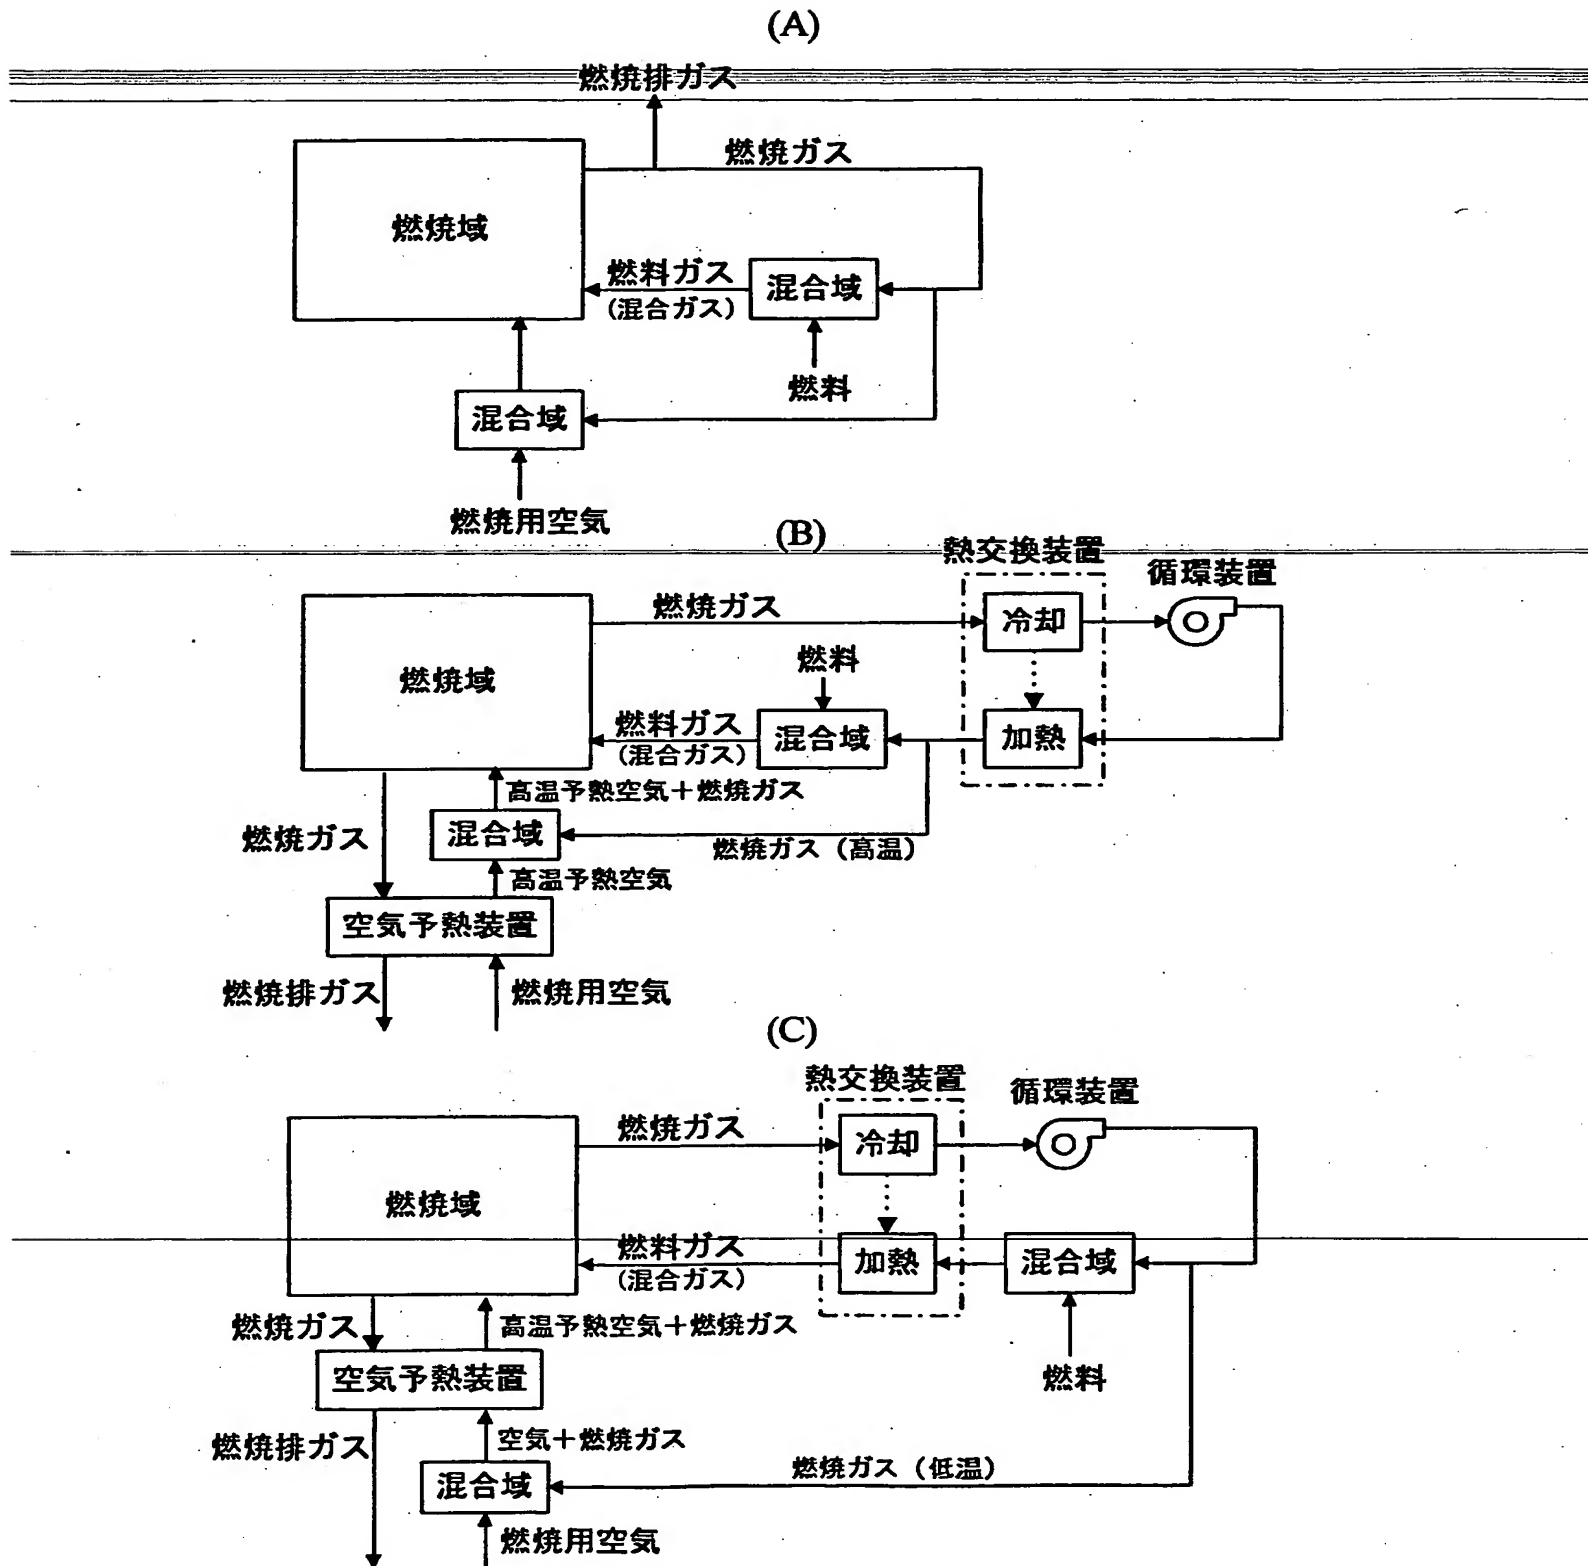 (A)
燃焼排ガス
燃焼ガス
燃焼域
燃料ガス
(混合ガス)
混合域
燃料
混合域
燃焼用空気
(B)
熱交換装置
循環装置
燃焼ガス
冷却
燃料
燃焼域
燃料ガス
(混合ガス)
混合域
加熱
高温予熱空気＋燃焼ガス
燃焼ガス
混合域
燃焼ガス（高温）
高温予熱空気
空気予熱装置
燃焼排ガス
燃焼用空気
(C)
熱交換装置
循環装置
燃焼ガス
冷却
燃焼域
燃料ガス
(混合ガス)
加熱
混合域
燃焼ガス
高温予熱空気＋燃焼ガス
空気予熱装置
燃料
燃焼排ガス
空気＋燃焼ガス
燃焼ガス（低温）
混合域
燃焼用空気